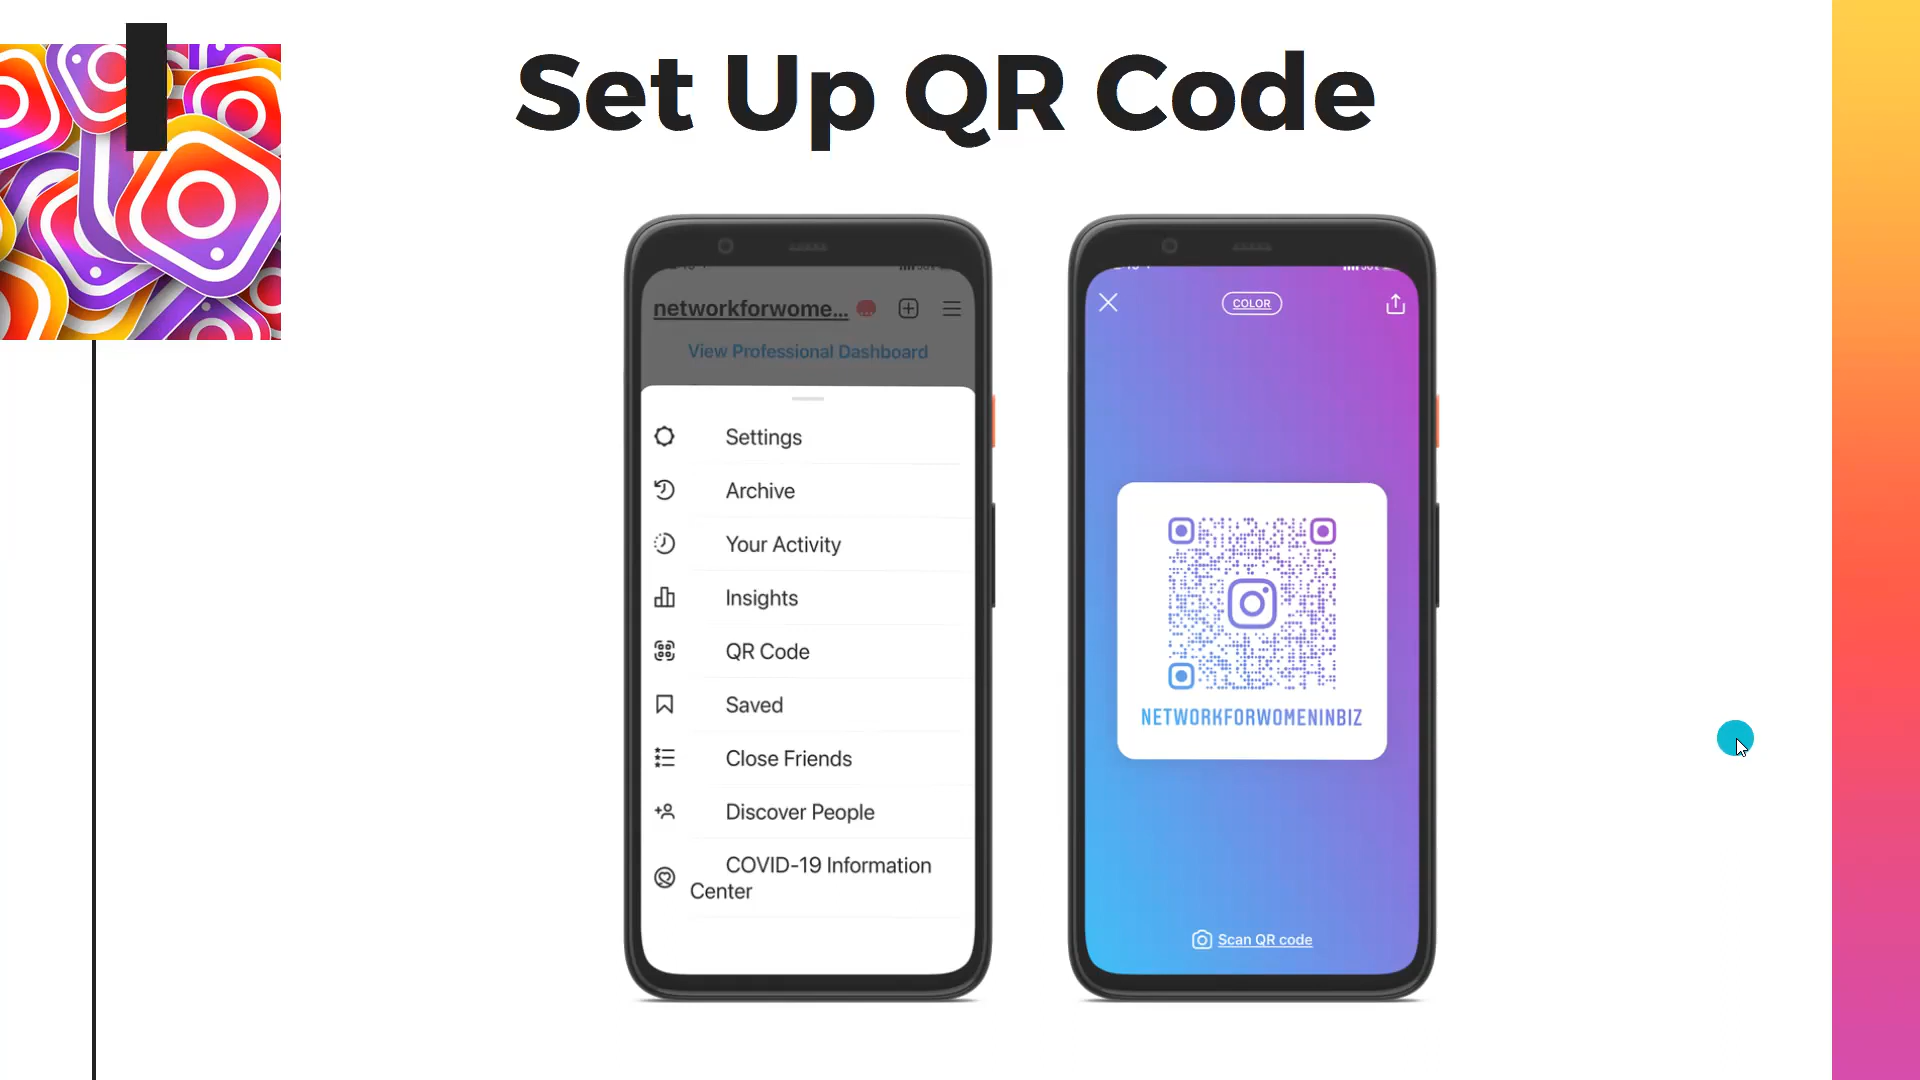 Set Up QR Code
networkforwome...
View Professional Dashboard
Settings
Archive
Your Activity
Insights
QR Code
Saved
Close Friends
Discover People
COVID-19 Information
Center
COLOR
NETWORKFORWOMENINBIZ
Scan QR code